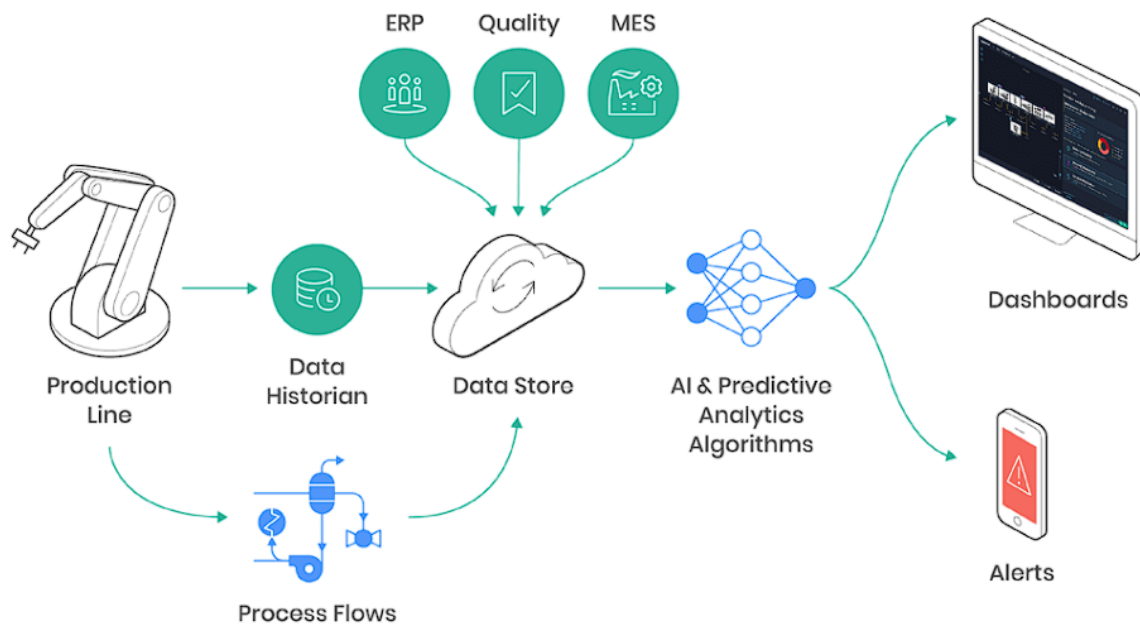 ERP
Quality
MES
Production
Line
Data
Historian
Data Store
AI & Predictive
Analytics
Algorithms
Dashboards
Process Flows
Alerts